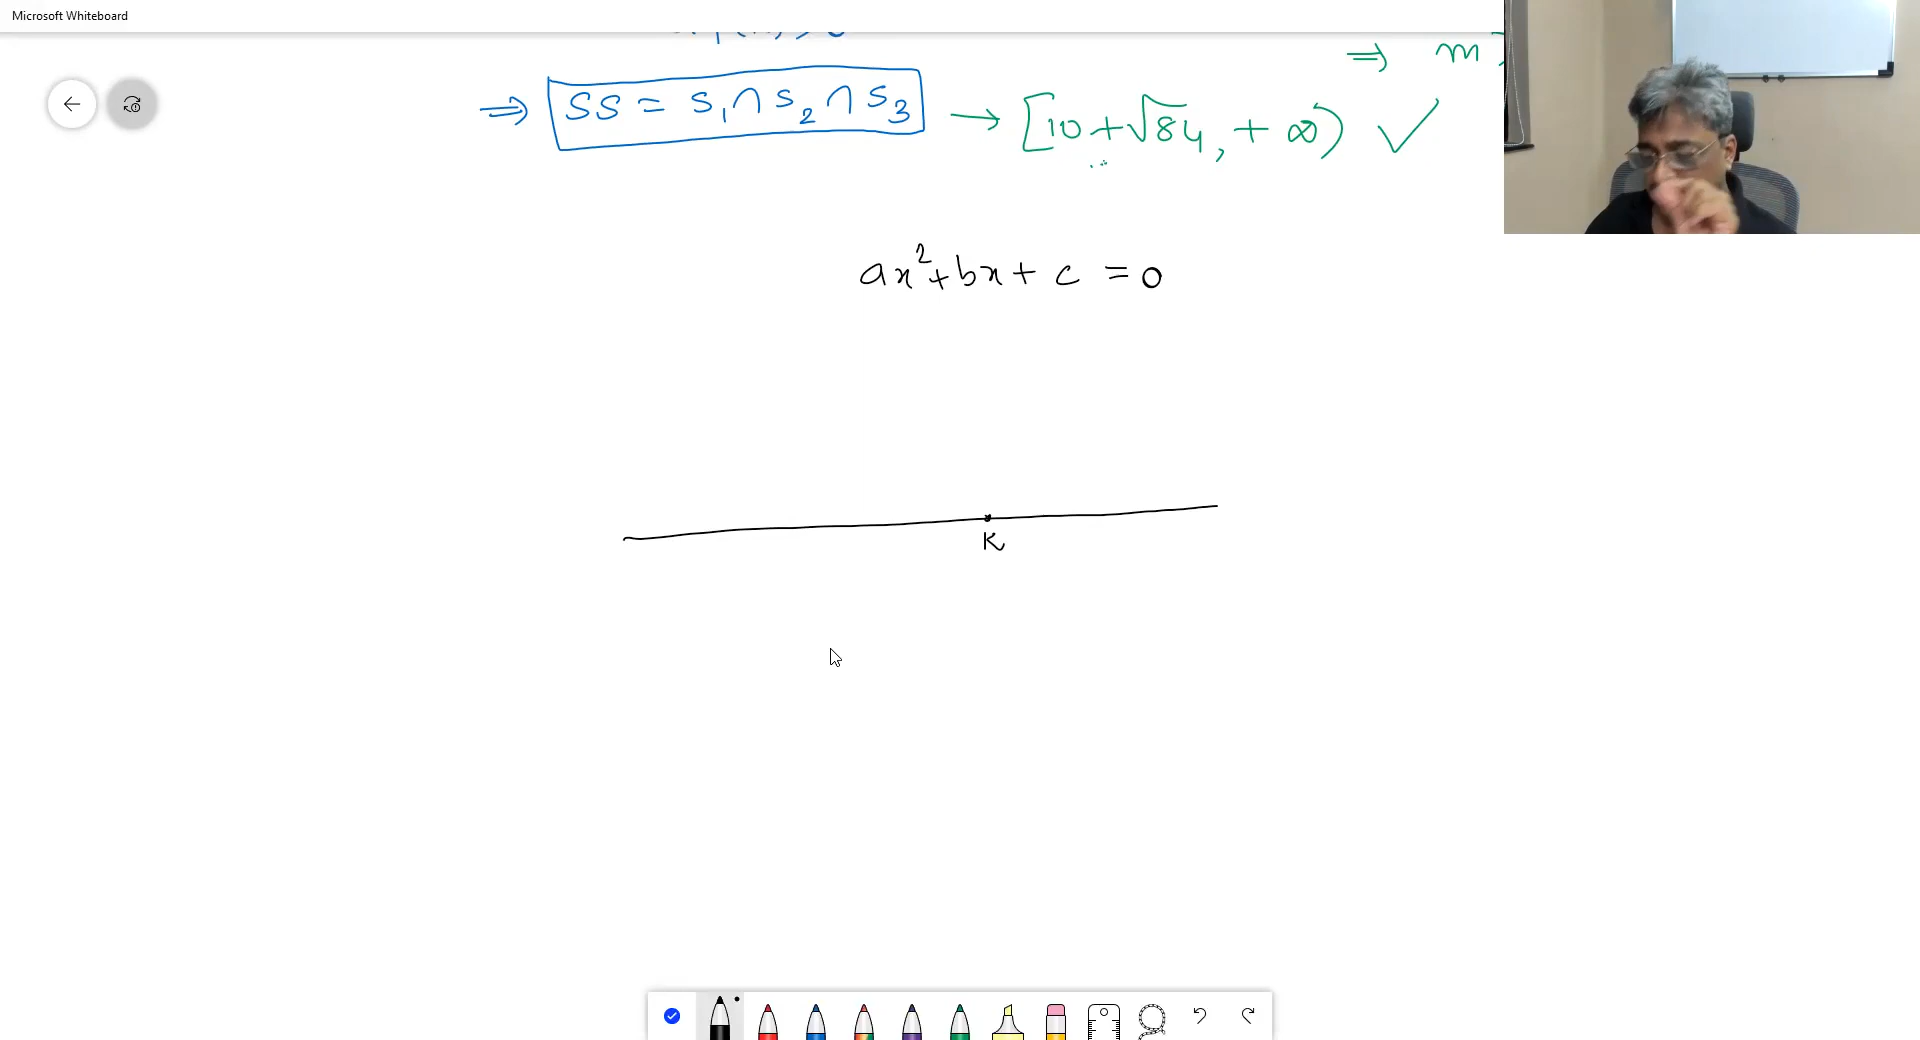 Microsoft Whiteboard
⇒ m
⇒ SS = S₁ ∩ S₂ ∩ S₃ → [10 + √84, + ∞) ✓
ax² + bx + c = 0
K